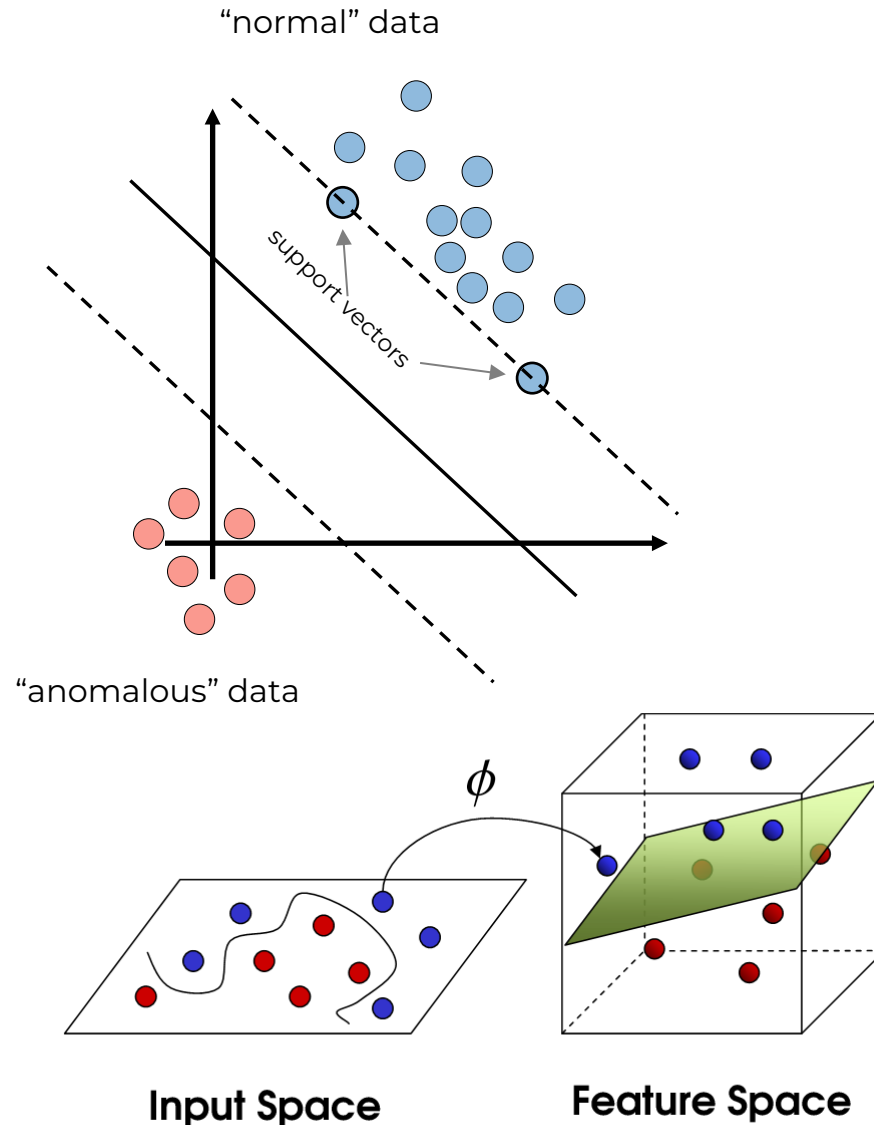 “normal” data
support vectors
“anomalous” data
ϕ
Input Space
Feature Space